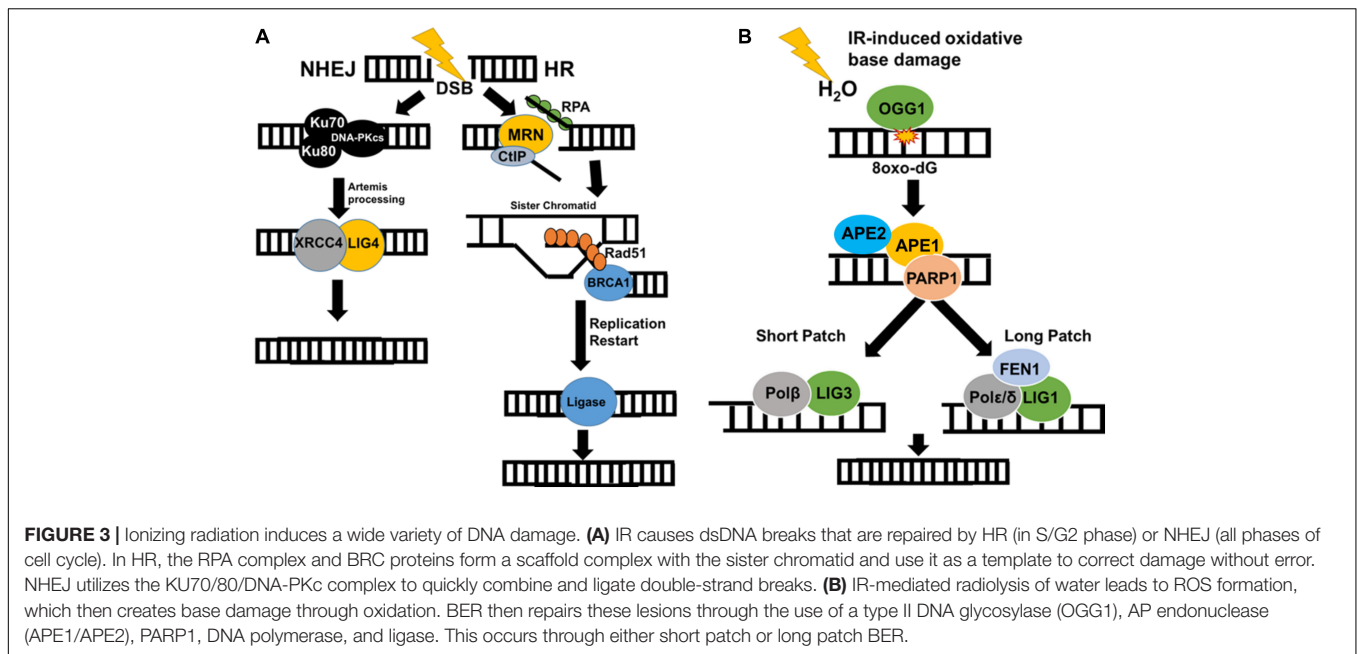 A
NHEJ
HR
DSB
Ku70
DNA-PKcs
Ku80
Artemis
processing
XRCC4
LIG4
RPA
MRN
CtIP
Sister Chromatid
Rad51
BRCA1
Replication
Restart
Ligase
B
IR-induced oxidative
base damage
H₂O
OGG1
8oxo-dG
APE2
APE1
PARP1
Short Patch
Long Patch
Polβ
LIG3
FEN1
Polε/δ
LIG1
FIGURE 3 | Ionizing radiation induces a wide variety of DNA damage. (A) IR causes dsDNA breaks that are repaired by HR (in S/G2 phase) or NHEJ (all phases of
cell cycle). In HR, the RPA complex and BRC proteins form a scaffold complex with the sister chromatid and use it as a template to correct damage without error.
NHEJ utilizes the KU70/80/DNA-PKc complex to quickly combine and ligate double-strand breaks. (B) IR-mediated radiolysis of water leads to ROS formation,
which then creates base damage through oxidation. BER then repairs these lesions through the use of a type II DNA glycosylase (OGG1), AP endonuclease
(APE1/APE2), PARP1, DNA polymerase, and ligase. This occurs through either short patch or long patch BER.